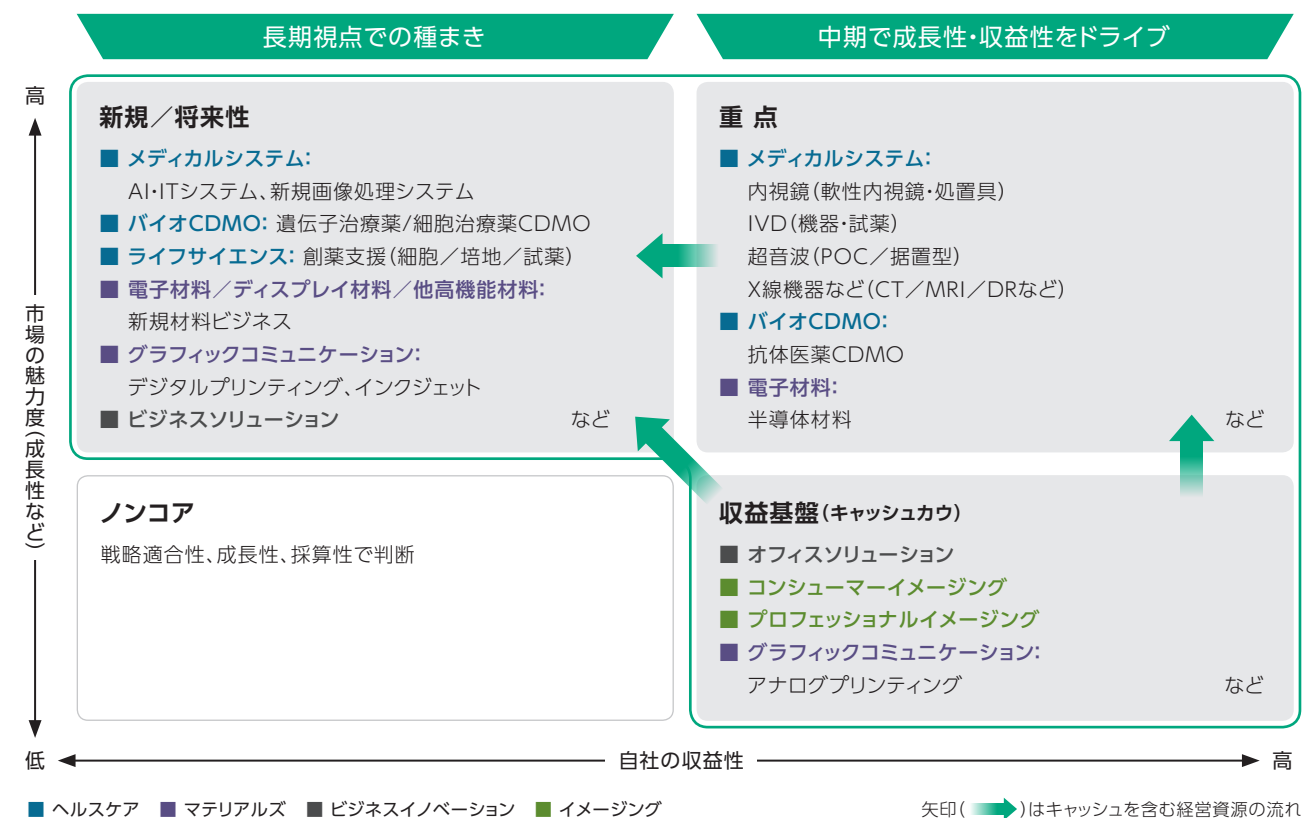 長期視点での種まき
中期で成長性・収益性をドライブ
高
市場の魅力度（成長性など）
低
新規／将来性
■ メディカルシステム：
AI・ITシステム、新規画像処理システム
■ バイオCDMO： 遺伝子治療薬/細胞治療薬CDMO
■ ライフサイエンス： 創薬支援（細胞／培地／試薬）
■ 電子材料／ディスプレイ材料／他高機能材料：
新規材料ビジネス
■ グラフィックコミュニケーション：
デジタルプリンティング、インクジェット
■ ビジネスソリューション など
重 点
■ メディカルシステム：
内視鏡（軟性内視鏡・処置具）
IVD（機器・試薬）
超音波（POC／据置型）
X線機器など（CT／MRI／DRなど）
■ バイオCDMO：
抗体医薬CDMO
■ 電子材料：
半導体材料 など
ノンコア
戦略適合性、成長性、採算性で判断
収益基盤（キャッシュカウ）
■ オフィスソリューション
■ コンシューマーイメージング
■ プロフェッショナルイメージング
■ グラフィックコミュニケーション：
アナログプリンティング など
自社の収益性
高
■ ヘルスケア ■ マテリアルズ ■ ビジネスイノベーション ■ イメージング
矢印（ ）はキャッシュを含む経営資源の流れ